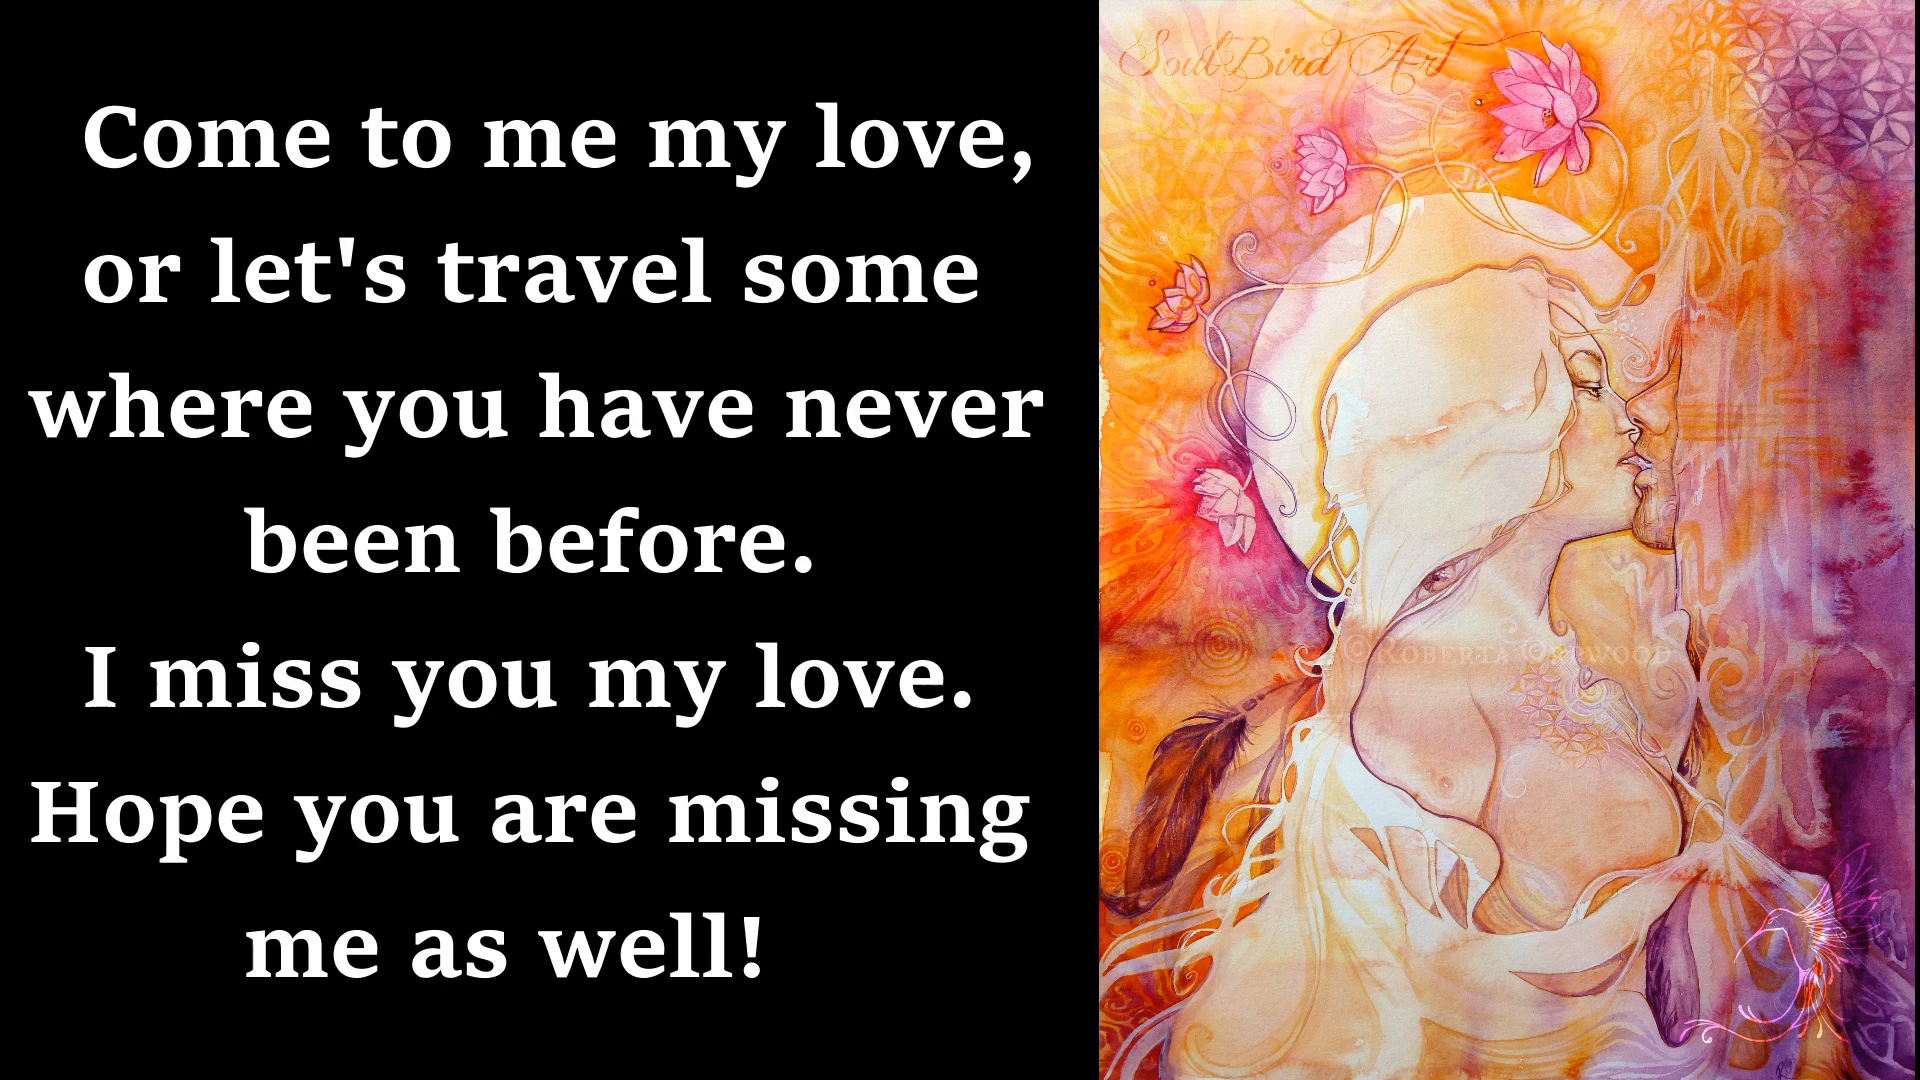 Come to me my love,
or let's travel some
where you have never
been before.
I miss you my love.
Hope you are missing
me as well!
SoulBird Art
© Roberta